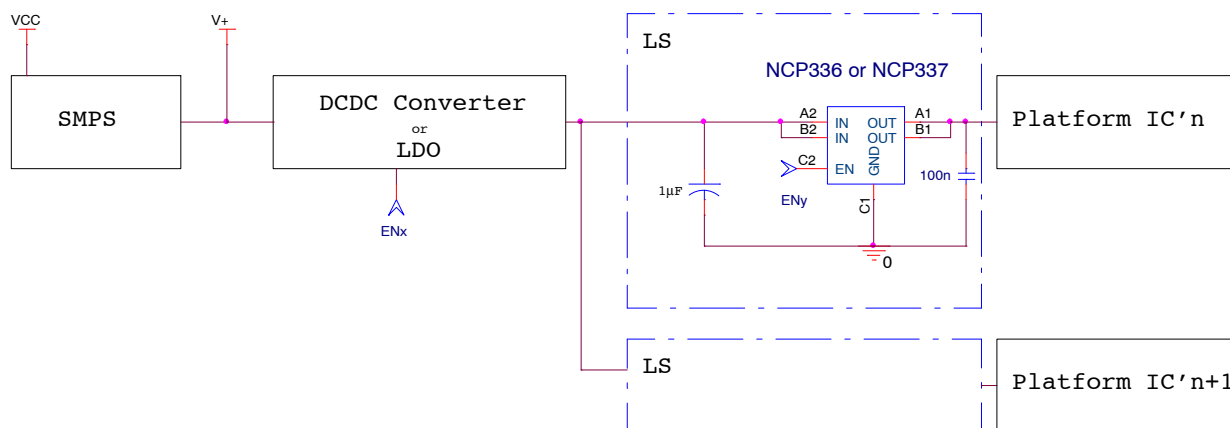 VCC
V+
LS
NCP336 or NCP337
SMPS
DCDC Converter
or
LDO
A2
B2
C2
IN
IN
EN
OUT
OUT
GND
A1
B1
C1
Platform IC'n
1µF
100n
ENy
ENx
0
LS
Platform IC'n+1